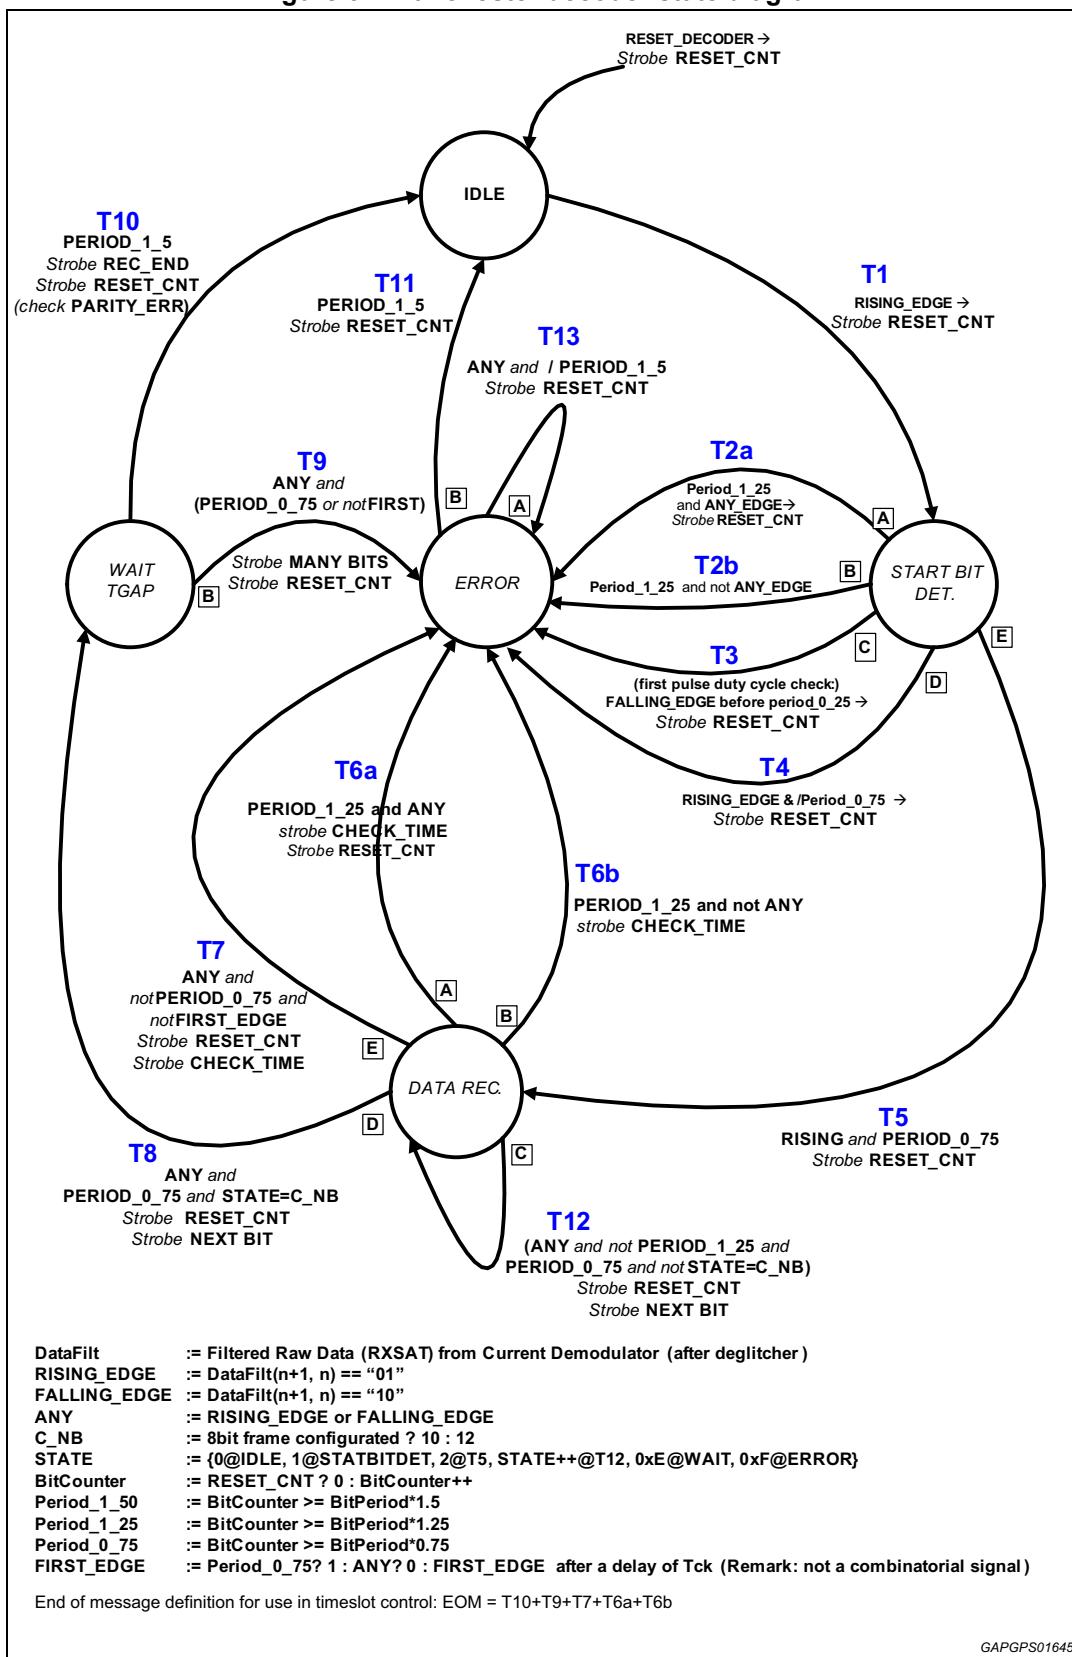 RESET_DECODER →
Strobe RESET_CNT
IDLE
T10
PERIOD_1_5
Strobe REC_END
Strobe RESET_CNT
(check PARITY_ERR)
T11
PERIOD_1_5
Strobe RESET_CNT
T1
RISING_EDGE →
Strobe RESET_CNT
T13
ANY and / PERIOD_1_5
Strobe RESET_CNT
T9
ANY and
(PERIOD_0_75 or not FIRST)
Strobe MANY BITS
Strobe RESET_CNT
B
A
T2a
Period_1_25
and ANY_EDGE→
Strobe RESET_CNT
A
WAIT
TGAP
B
ERROR
T2b
Period_1_25 and not ANY_EDGE
B
START BIT
DET.
C
E
D
T3
(first pulse duty cycle check:)
FALLING_EDGE before period_0_25 →
Strobe RESET_CNT
T4
RISING_EDGE & /Period_0_75 →
Strobe RESET_CNT
T6a
PERIOD_1_25 and ANY
strobe CHECK_TIME
Strobe RESET_CNT
T6b
PERIOD_1_25 and not ANY
strobe CHECK_TIME
T7
ANY and
not PERIOD_0_75 and
not FIRST_EDGE
Strobe RESET_CNT
Strobe CHECK_TIME
A
B
E
DATA REC.
D
C
T5
RISING and PERIOD_0_75
Strobe RESET_CNT
T8
ANY and
PERIOD_0_75 and STATE=C_NB
Strobe RESET_CNT
Strobe NEXT BIT
T12
(ANY and not PERIOD_1_25 and
PERIOD_0_75 and not STATE=C_NB)
Strobe RESET_CNT
Strobe NEXT BIT
DataFilt := Filtered Raw Data (RXSAT) from Current Demodulator (after deglitcher)
RISING_EDGE := DataFilt(n+1, n) == “01”
FALLING_EDGE := DataFilt(n+1, n) == “10”
ANY := RISING_EDGE or FALLING_EDGE
C_NB := 8bit frame configurated ? 10 : 12
STATE := {0@IDLE, 1@STATBITDET, 2@T5, STATE++@T12, 0xE@WAIT, 0xF@ERROR}
BitCounter := RESET_CNT ? 0 : BitCounter++
Period_1_50 := BitCounter >= BitPeriod*1.5
Period_1_25 := BitCounter >= BitPeriod*1.25
Period_0_75 := BitCounter >= BitPeriod*0.75
FIRST_EDGE := Period_0_75? 1 : ANY? 0 : FIRST_EDGE after a delay of Tck (Remark: not a combinatorial signal)
End of message definition for use in timeslot control: EOM = T10+T9+T7+T6a+T6b
GAPGPS01645